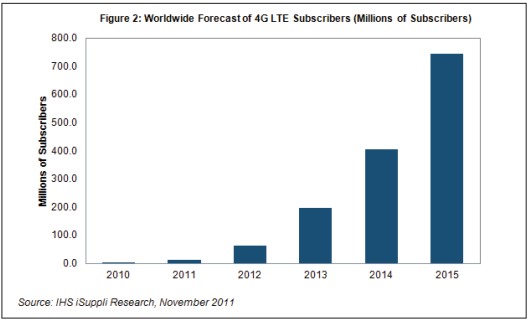 Figure 2: Worldwide Forecast of 4G LTE Subscribers (Millions of Subscribers)
Millions of Subscribers
800.0
700.0
600.0
500.0
400.0
300.0
200.0
100.0
0.0
2010 2011 2012 2013 2014 2015
Source: IHS iSuppli Research, November 2011